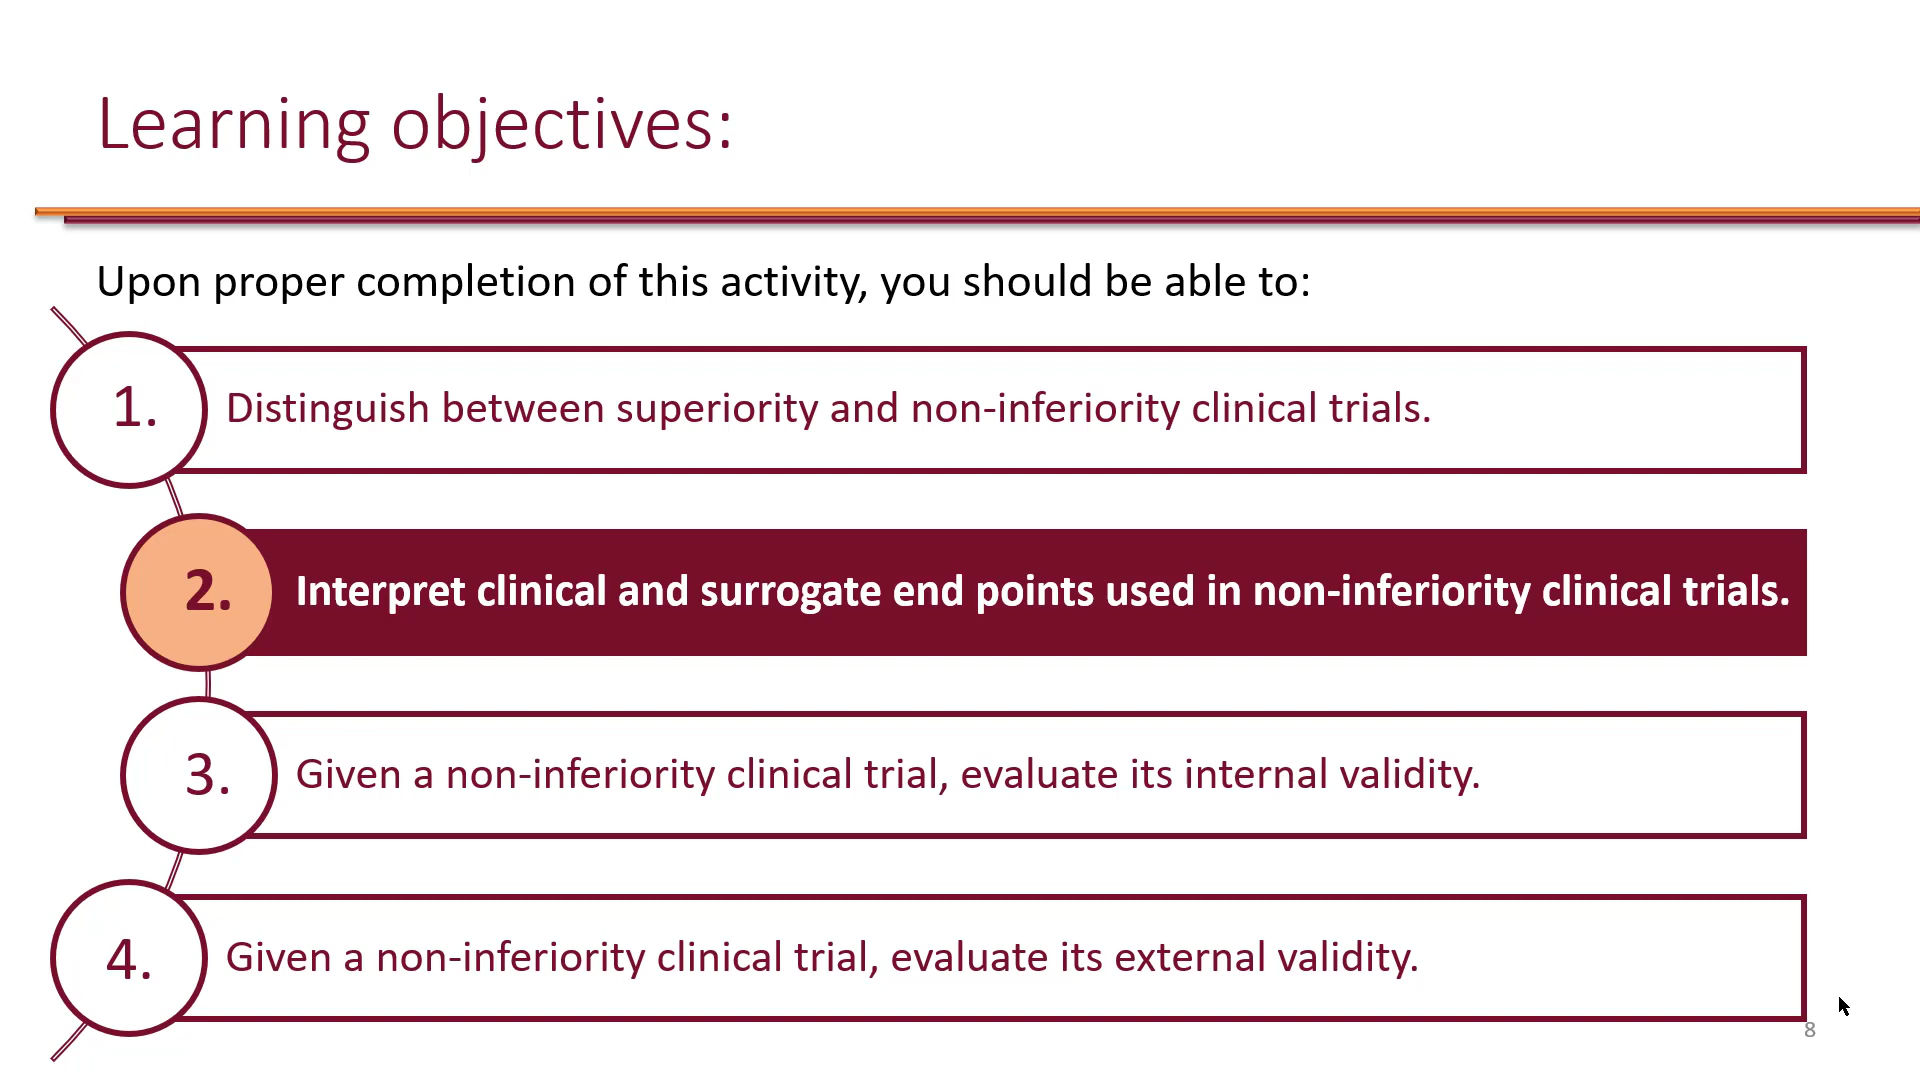 Learning objectives:
Upon proper completion of this activity, you should be able to:
1. Distinguish between superiority and non-inferiority clinical trials.
2. Interpret clinical and surrogate end points used in non-inferiority clinical trials.
3. Given a non-inferiority clinical trial, evaluate its internal validity.
4. Given a non-inferiority clinical trial, evaluate its external validity.
8